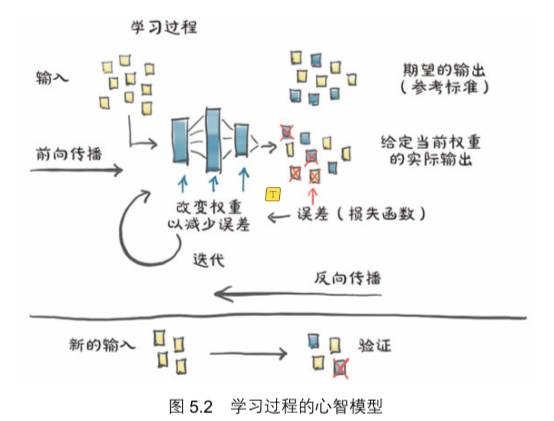 学习过程
输入
期望的输出
（参考标准）
前向传播
给定当前权重
的实际输出
T
改变权重
以减少误差
误差（损失函数）
迭代
反向传播
新的输入
验证
图 5.2 学习过程的心智模型